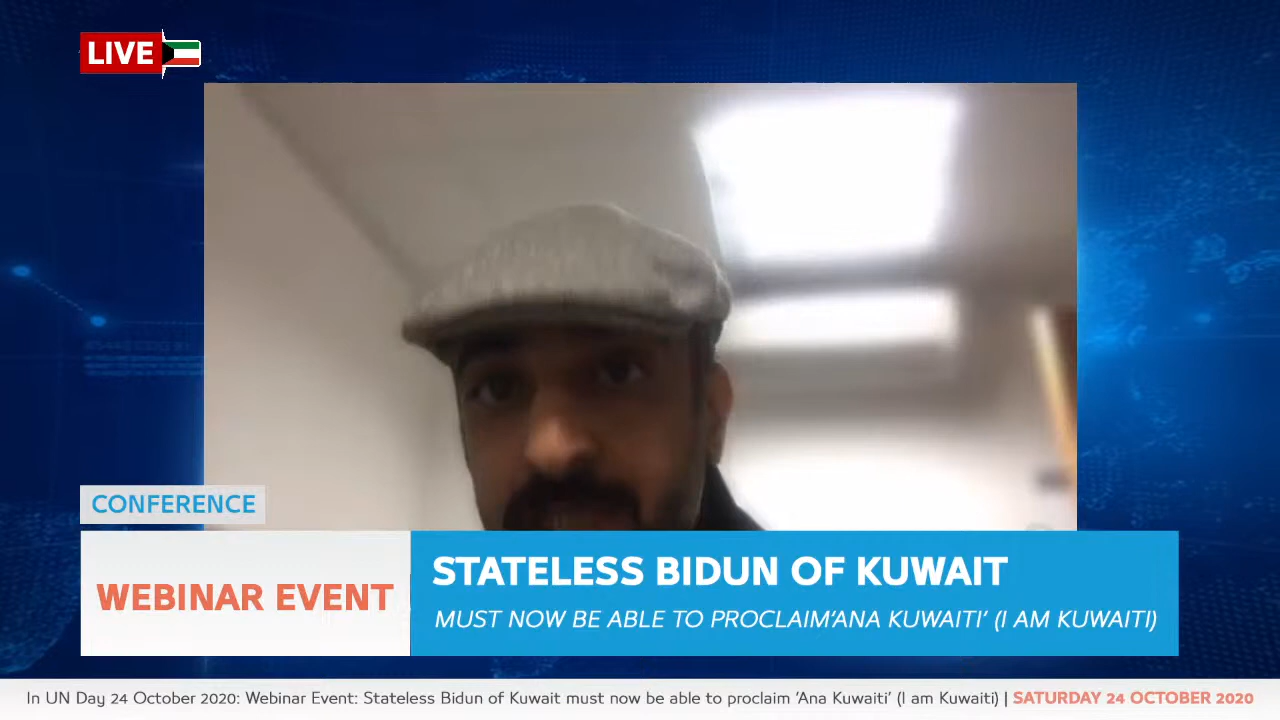 LIVE
CONFERENCE
WEBINAR EVENT
STATELESS BIDUN OF KUWAIT
MUST NOW BE ABLE TO PROCLAIM‘ANA KUWAITI’ (I AM KUWAITI)
In UN Day 24 October 2020: Webinar Event: Stateless Bidun of Kuwait must now be able to proclaim ‘Ana Kuwaiti’ (I am Kuwaiti) | SATURDAY 24 OCTOBER 2020